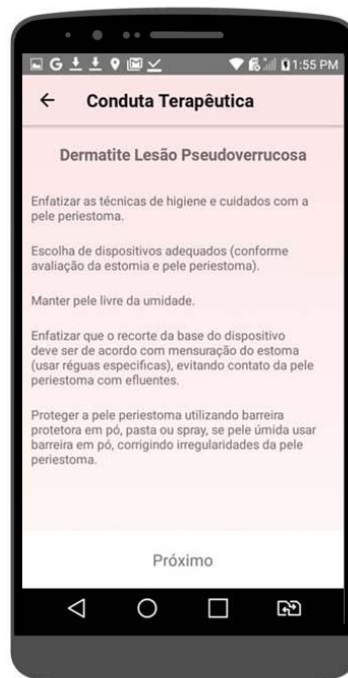 1:55 PM
Conduta Terapêutica
Dermatite Lesão Pseudoverrucosa
Enfatizar as técnicas de higiene e cuidados com a
pele periestoma.
Escolha de dispositivos adequados (conforme
avaliação da estomia e pele periestoma).
Manter pele livre da umidade.
Enfatizar que o recorte da base do dispositivo
deve ser de acordo com mensuração do estoma
(usar réguas especificas), evitando contato da pele
periestoma com efluentes.
Proteger a pele periestoma utilizando barreira
protetora em pó, pasta ou spray, se pele úmida usar
barreira em pó, corrigindo irregularidades da pele
periestoma.
Próximo